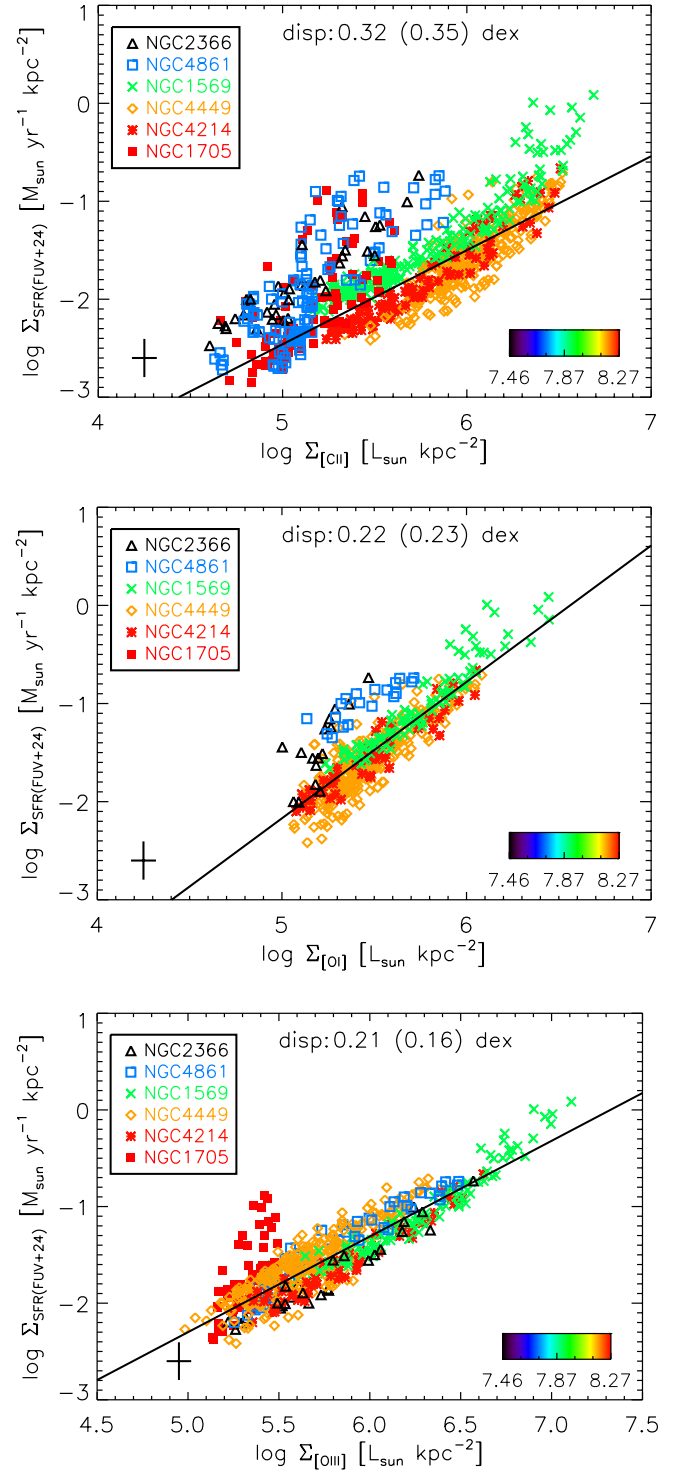 disp:0.32 (0.35) dex
NGC2366
NGC4861
NGC1569
NGC4449
NGC4214
NGC1705
1
0
-1
-2
-3
log Σ_SFR(FUV+24) [M_sun yr^-1 kpc^-2]
7.46 7.87 8.27
4 5 6 7
log Σ_[CII] [L_sun kpc^-2]
disp:0.22 (0.23) dex
NGC2366
NGC4861
NGC1569
NGC4449
NGC4214
NGC1705
1
0
-1
-2
-3
log Σ_SFR(FUV+24) [M_sun yr^-1 kpc^-2]
7.46 7.87 8.27
4 5 6 7
log Σ_[OI] [L_sun kpc^-2]
disp:0.21 (0.16) dex
NGC2366
NGC4861
NGC1569
NGC4449
NGC4214
NGC1705
1
0
-1
-2
-3
log Σ_SFR(FUV+24) [M_sun yr^-1 kpc^-2]
7.46 7.87 8.27
4.5 5.0 5.5 6.0 6.5 7.0 7.5
log Σ_[OIII] [L_sun kpc^-2]